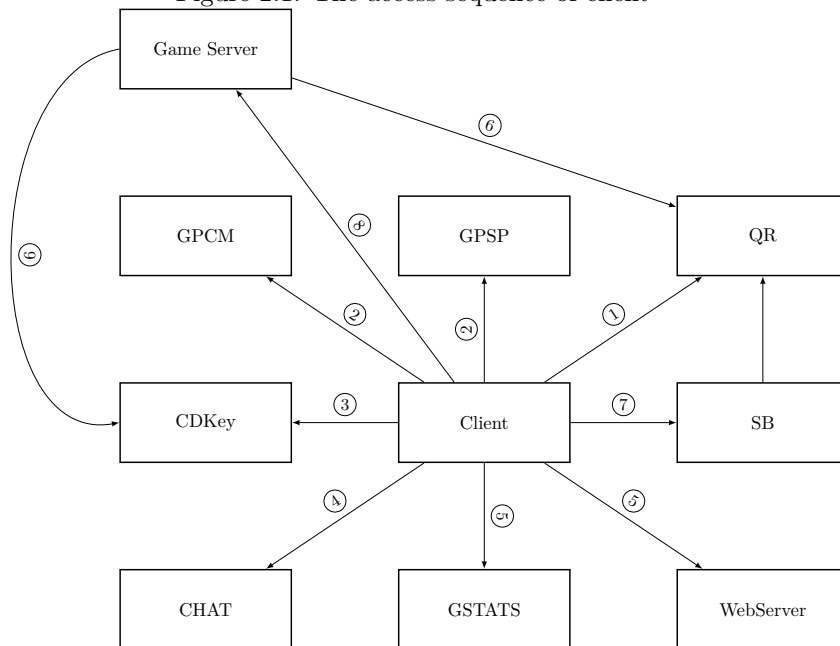 Figure 2.1: The access sequence of client
Game Server
6
8
GPCM
GPSP
QR
6
2
2
1
CDKey
3
Client
7
SB
4
5
5
CHAT
GSTATS
WebServer